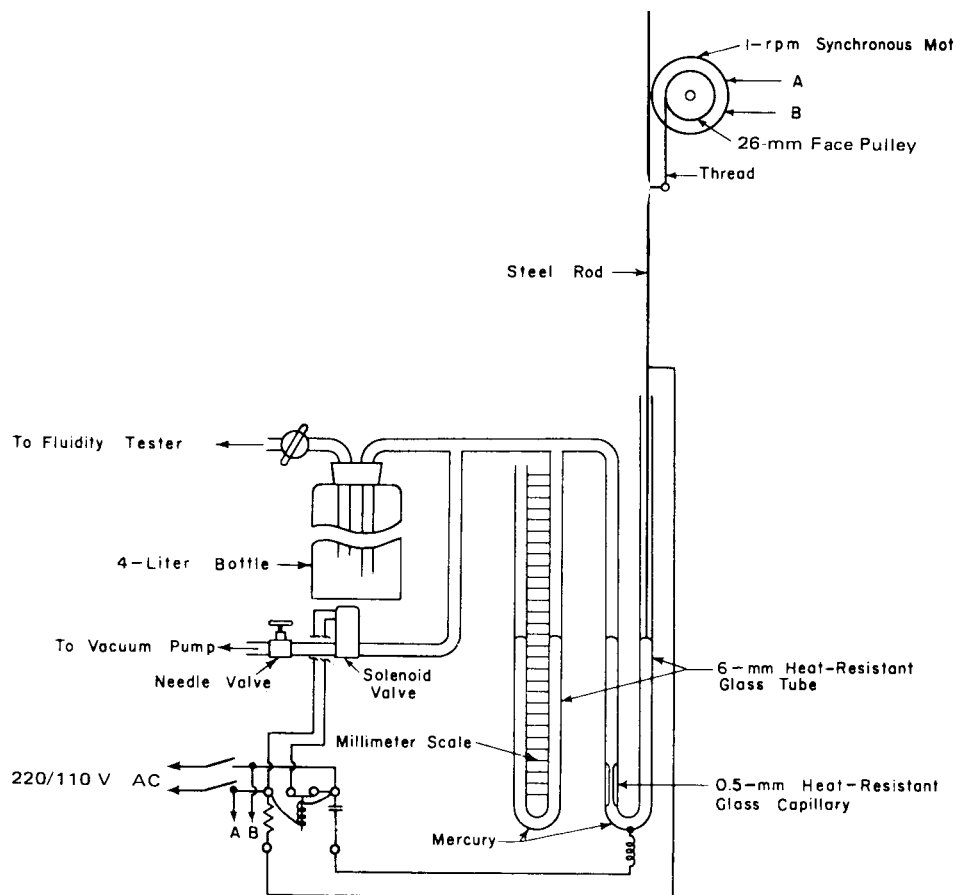 1-rpm Synchronous Mot
A
B
26-mm Face Pulley
Thread
Steel Rod
To Fluidity Tester
4-Liter Bottle
To Vacuum Pump
Needle Valve
Solenoid
Valve
6-mm Heat-Resistant
Glass Tube
Millimeter Scale
220/110 V AC
0.5-mm Heat-Resistant
Glass Capillary
A B
Mercury